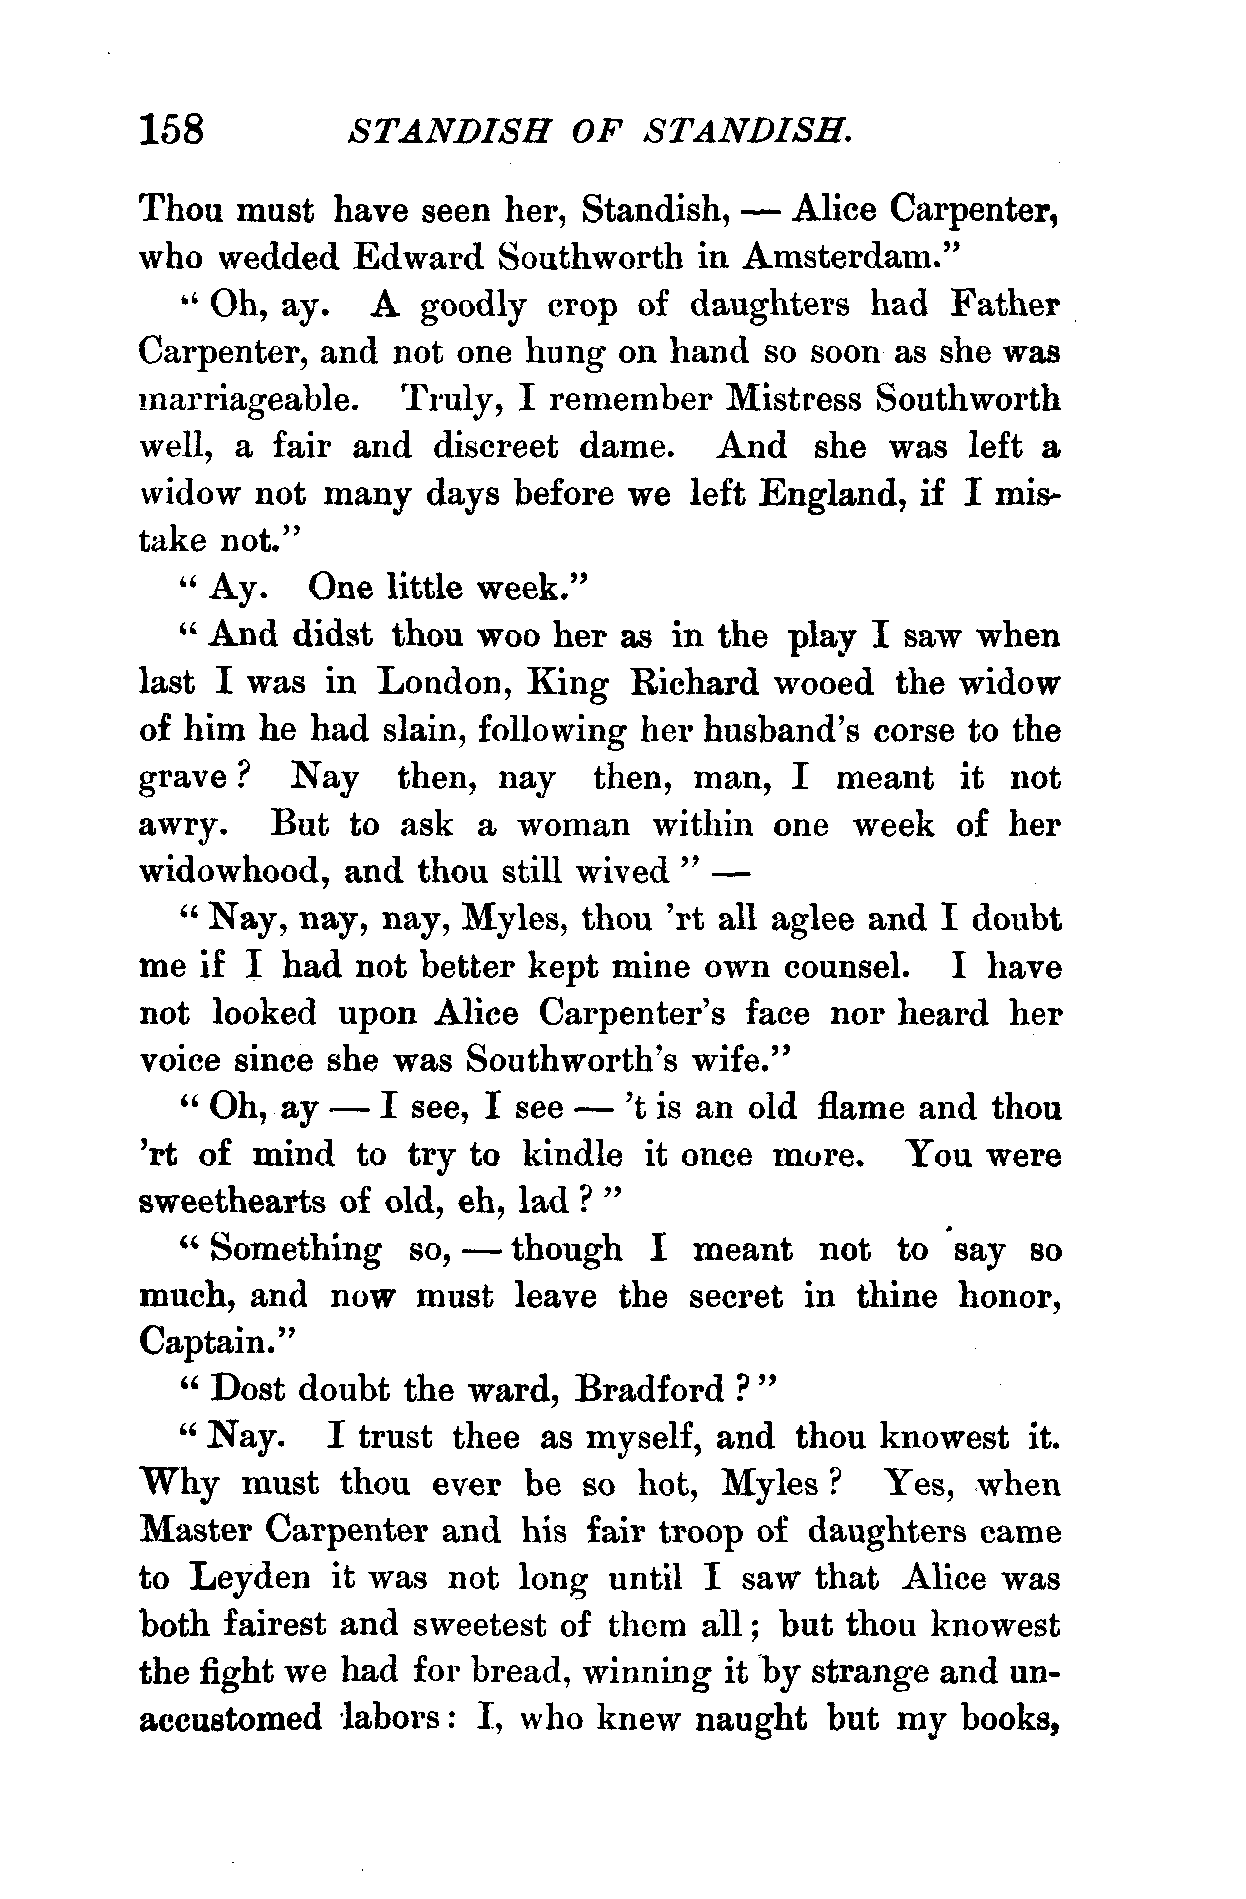 158 STANDISH OF STANDISH.
Thou must have seen her, Standish, — Alice Carpenter,
who wedded Edward Southworth in Amsterdam."
" Oh, ay. A goodly crop of daughters had Father
Carpenter, and not one hung on hand so soon as she was
marriageable. Truly, I remember Mistress Southworth
well, a fair and discreet dame. And she was left a
widow not many days before we left England, if I mis-
take not."
" Ay. One little week."
" And didst thou woo her as in the play I saw when
last I was in London, King Richard wooed the widow
of him he had slain, following her husband's corse to the
grave ? Nay then, nay then, man, I meant it not
awry. But to ask a woman within one week of her
widowhood, and thou still wived " —
" Nay, nay, nay, Myles, thou 'rt all aglee and I doubt
me if I had not better kept mine own counsel. I have
not looked upon Alice Carpenter's face nor heard her
voice since she was Southworth's wife."
" Oh, ay — I see, I see — 't is an old flame and thou
'rt of mind to try to kindle it once more. You were
sweethearts of old, eh, lad ? "
" Something so, — though I meant not to say so
much, and now must leave the secret in thine honor,
Captain."
" Dost doubt the ward, Bradford ? "
" Nay. I trust thee as myself, and thou knowest it.
Why must thou ever be so hot, Myles ? Yes, when
Master Carpenter and his fair troop of daughters came
to Leyden it was not long until I saw that Alice was
both fairest and sweetest of them all ; but thou knowest
the fight we had for bread, winning it by strange and un-
accustomed labors : I, who knew naught but my books,